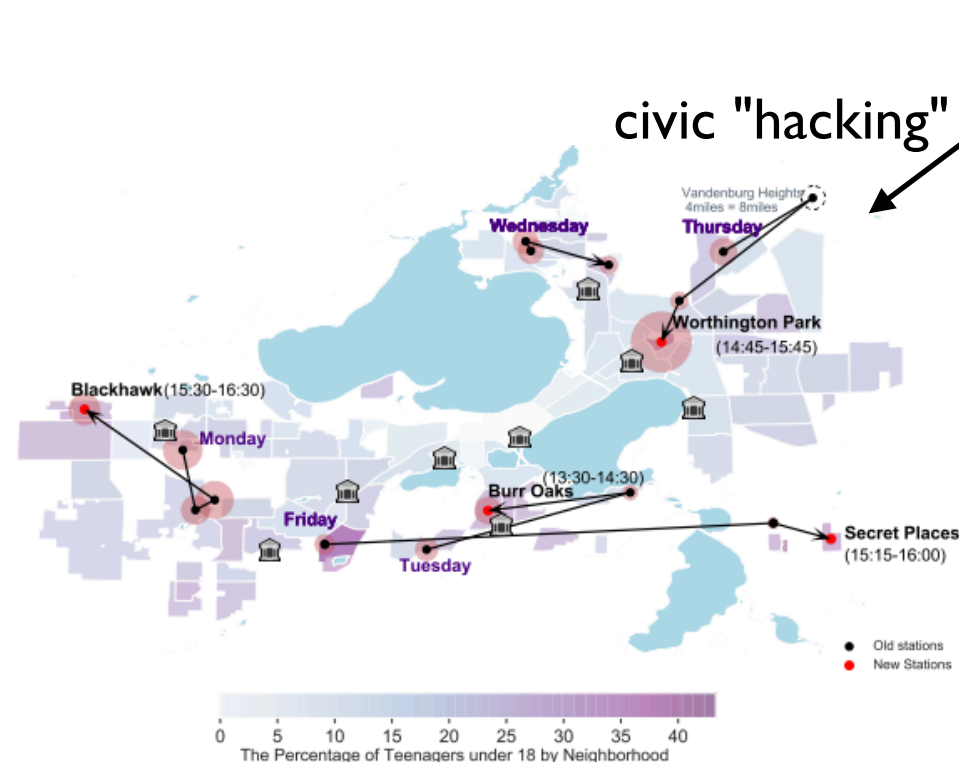 civic "hacking"
Vandenburg Heights
4miles = 8miles
Wednesday
Thursday
Worthington Park
(14:45-15:45)
Blackhawk(15:30-16:30)
Monday
(13:30-14:30)
Burr Oaks
Friday
Secret Places
(15:15-16:00)
Tuesday
Old stations
New Stations
0 5 10 15 20 25 30 35 40
The Percentage of Teenagers under 18 by Neighborhood